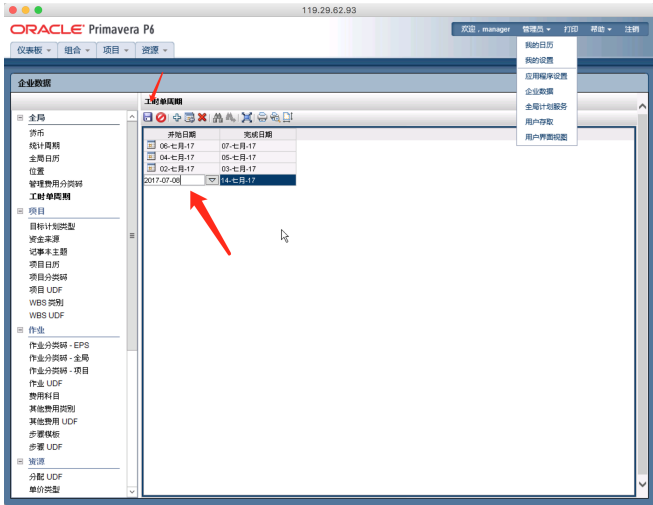 119.29.62.93
ORACLE Primavera P6
欢迎, manager 管理员 打印 帮助 注销
仪表板 组合 项目 资源
我的日历
我的设置
应用程序设置
企业数据
全局计划服务
用户存取
用户界面视图
企业数据
工时单周期
全局
货币
统计周期
全局日历
位置
管理费用分类码
工时单周期
项目
目标计划类型
资金来源
记事本主题
项目日历
项目分类码
项目 UDF
WBS 类别
WBS UDF
作业
作业分类码 - EPS
作业分类码 - 全局
作业分类码 - 项目
作业 UDF
费用科目
其他费用类别
其他费用 UDF
步骤模板
步骤 UDF
资源
分配 UDF
单价类型
开始日期 完成日期
06-七月-17 07-七月-17
04-七月-17 05-七月-17
02-七月-17 03-七月-17
2017-07-08 14-七月-17